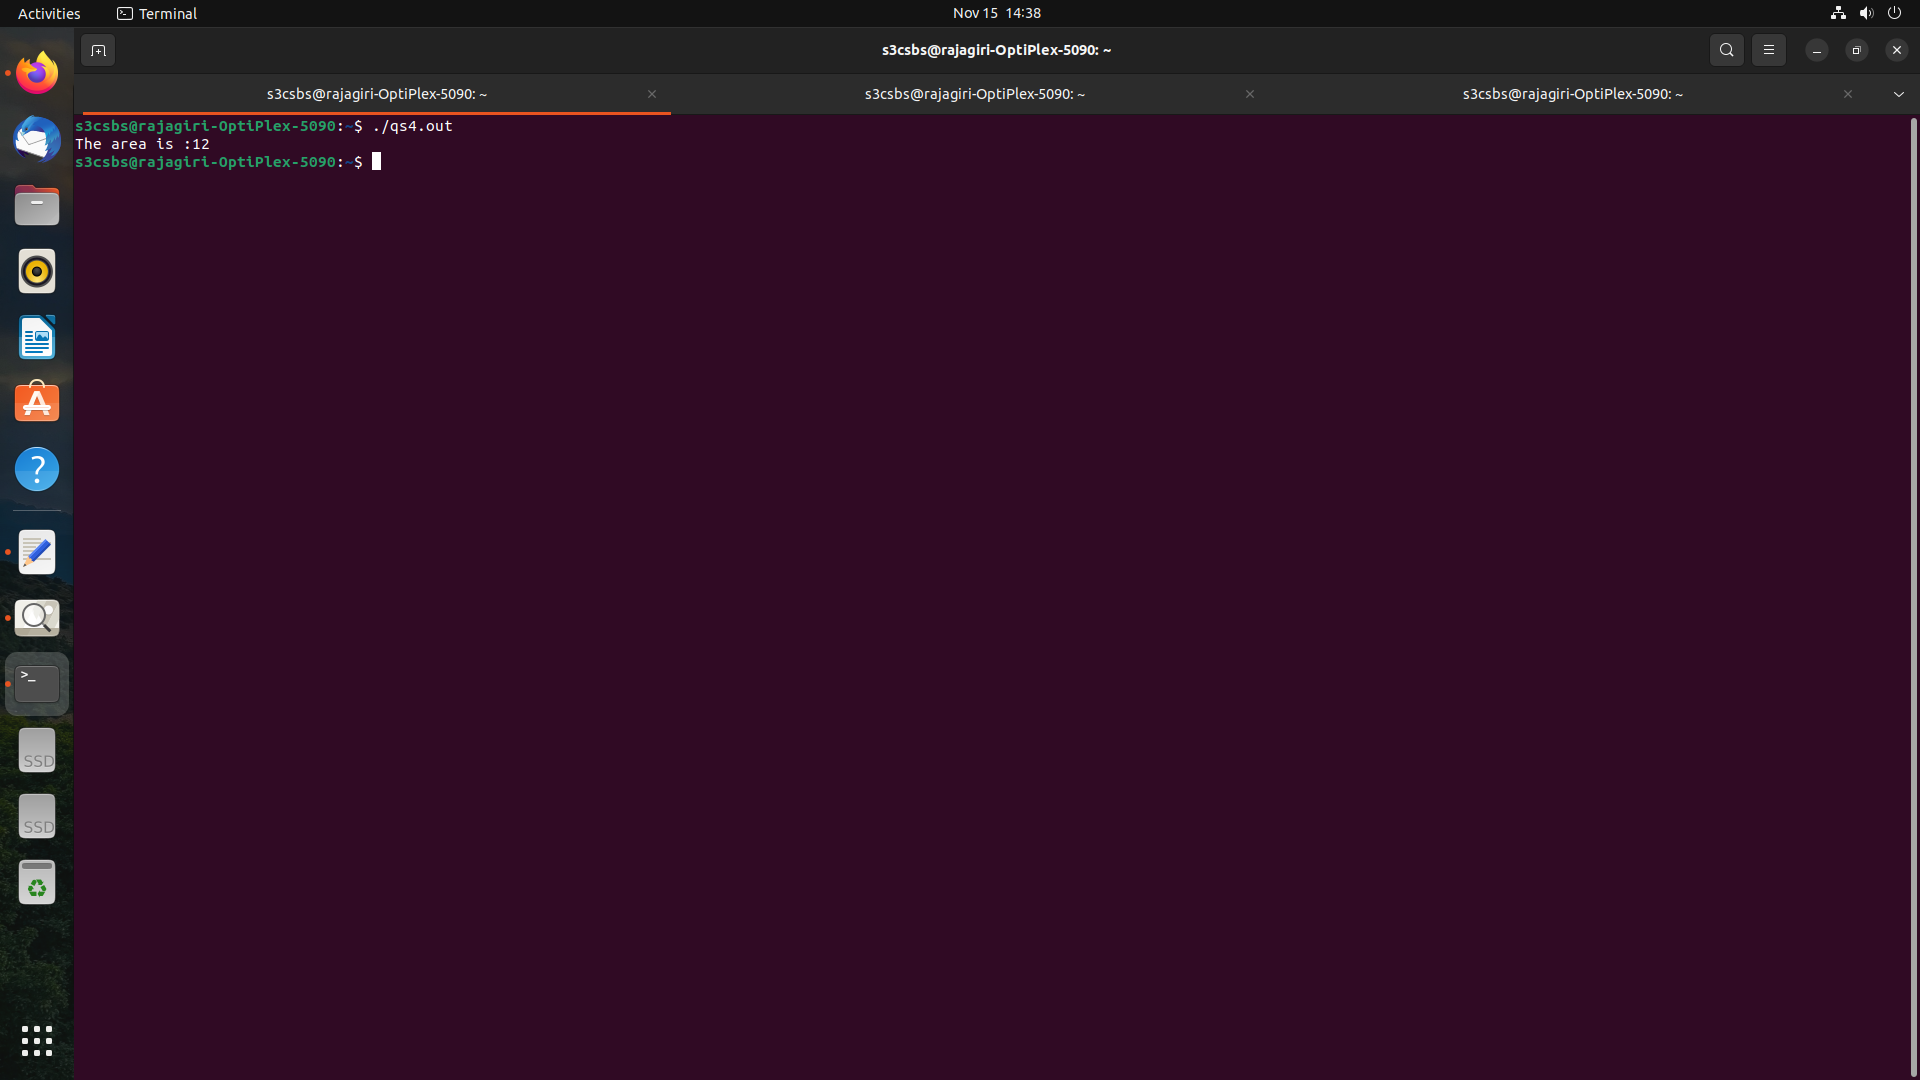 Activities
Terminal
Nov 15 14:38
s3csbs@rajagiri-OptiPlex-5090: ~
s3csbs@rajagiri-OptiPlex-5090: ~
s3csbs@rajagiri-OptiPlex-5090: ~
s3csbs@rajagiri-OptiPlex-5090: ~
s3csbs@rajagiri-OptiPlex-5090:~$ ./qs4.out
The area is :12
s3csbs@rajagiri-OptiPlex-5090:~$
?
>_
SSD
SSD